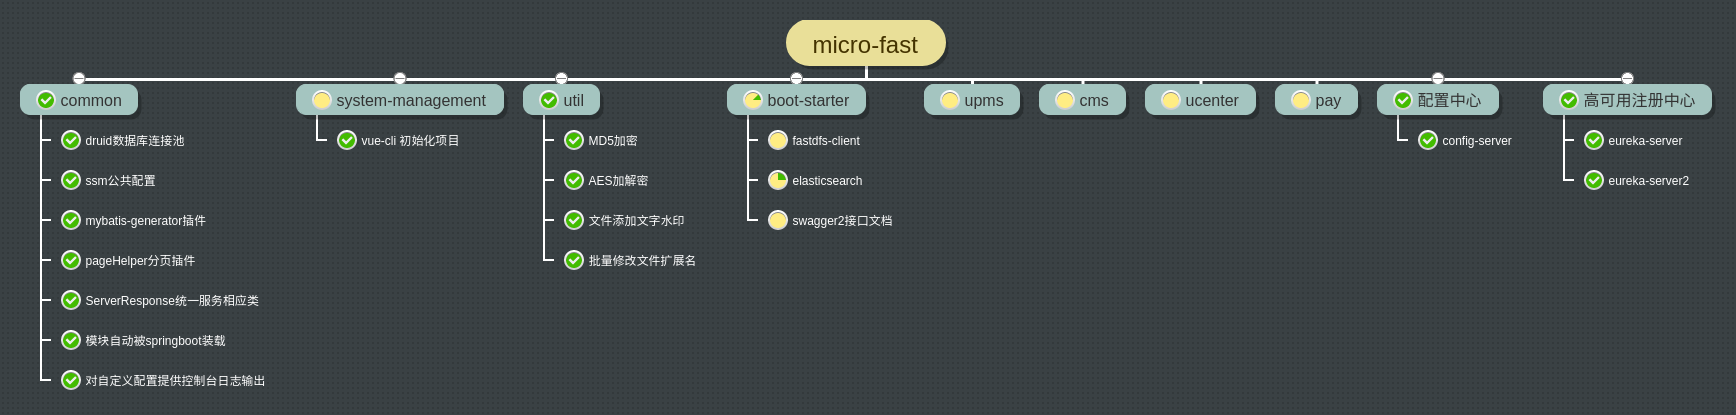 micro-fast
common
druid数据库连接池
ssm公共配置
mybatis-generator插件
pageHelper分页插件
ServerResponse统一服务相应类
模块自动被springboot装载
对自定义配置提供控制台日志输出
system-management
vue-cli 初始化项目
util
MD5加密
AES加解密
文件添加文字水印
批量修改文件扩展名
boot-starter
fastdfs-client
elasticsearch
swagger2接口文档
upms
cms
ucenter
pay
配置中心
config-server
高可用注册中心
eureka-server
eureka-server2